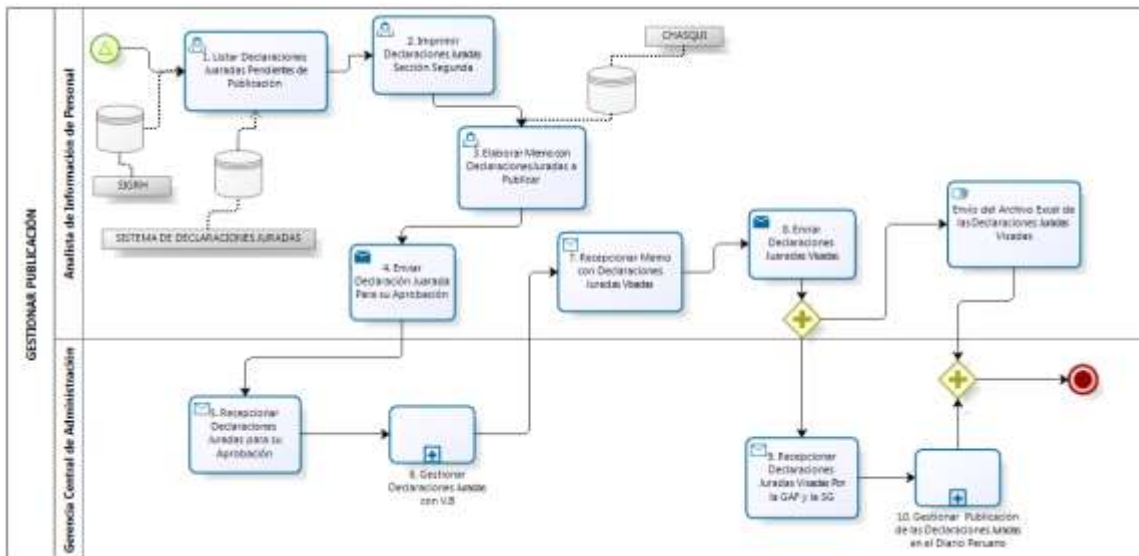 GESTIONAR PUBLICACIÓN
Analista de Información de Personal
1. Listar Declaraciones
Juaradas Pendientes de
Publicación
2. Imprimir
Declaraciones Juradas
Sección Segunda
CHASQUI
SIGRH
SISTEMA DE DECLARACIONES JURADAS
3. Elaborar Memo con
Declaraciones Juradas a
Publicar
4. Enviar
Declaración Juarada
Para su Aprobación
7. Recepcionar Memo
con Declaraciones
Juradas Visadas
8. Enviar
Declaraciones
Juaradas Visadas
Envío del Archivo Excel de
las Declaraciones Juradas
Visadas
Gerencia Central de Administración
5. Recepcionar
Declaraciones
Juradas para su
Aprobación
6. Gestionar
Declaraciones Juradas
con V.B
9. Recepcionar
Declaraciones
Juradas Visadas Por
la GAP y la SG
10. Gestionar Publicación
de las Declaraciones Juradas
en el Diario Peruano